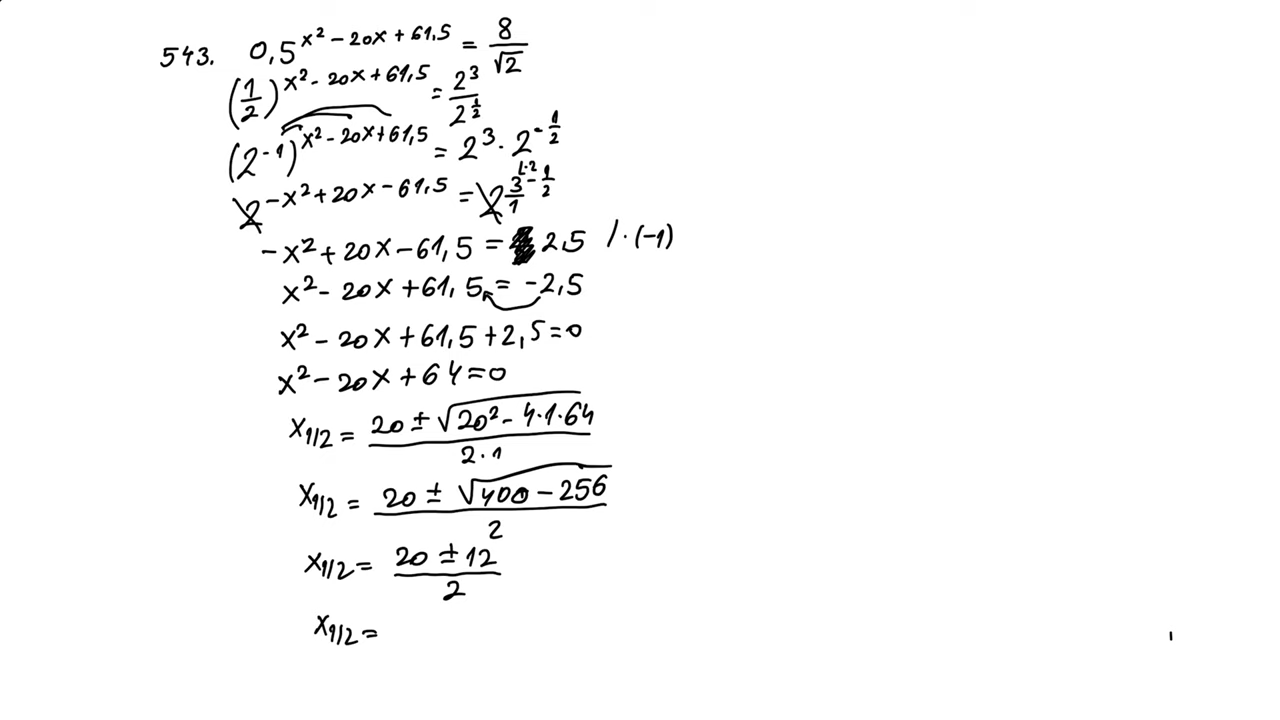 543. 0,5^(x² - 20x + 61,5) = 8/√2
(1/2)^(x² - 20x + 61,5) = 2³/2^(1/2)
(2⁻¹)^(x² - 20x + 61,5) = 2³ · 2^(-1/2)
2^(-x² + 20x - 61,5) = 2^(3/1 - 1/2) |·2
-x² + 20x - 61,5 = 2,5 / · (-1)
x² - 20x + 61,5 = -2,5
x² - 20x + 61,5 + 2,5 = 0
x² - 20x + 64 = 0
x1/2 = (20 ± √(20² - 4·1·64))/(2·1)
x1/2 = (20 ± √(400 - 256))/2
x1/2 = (20 ± 12)/2
x1/2 =